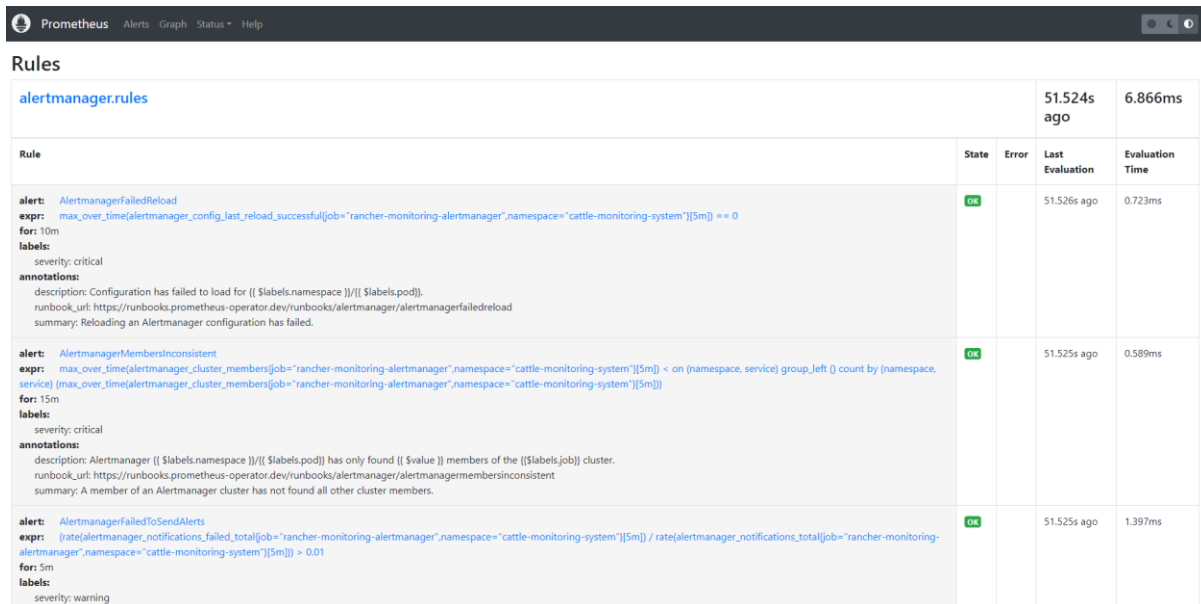 Prometheus Alerts Graph Status Help
Rules
alertmanager.rules
51.524s ago
6.866ms
Rule State Error Last Evaluation Evaluation Time
alert: AlertmanagerFailedReload
expr: max_over_time(alertmanager_config_last_reload_successful{job="rancher-monitoring-alertmanager",namespace="cattle-monitoring-system"}[5m]) == 0
for: 10m
labels:
severity: critical
annotations:
description: Configuration has failed to load for {{ $labels.namespace }}/{{ $labels.pod}}.
runbook_url: https://runbooks.prometheus-operator.dev/runbooks/alertmanager/alertmanagerfailedreload
summary: Reloading an Alertmanager configuration has failed.
OK
51.526s ago
0.723ms
alert: AlertmanagerMembersInconsistent
expr: max_over_time(alertmanager_cluster_members{job="rancher-monitoring-alertmanager",namespace="cattle-monitoring-system"}[5m]) < on (namespace, service) group_left () count by (namespace,
service) (max_over_time(alertmanager_cluster_members{job="rancher-monitoring-alertmanager",namespace="cattle-monitoring-system"}[5m]))
for: 15m
labels:
severity: critical
annotations:
description: Alertmanager {{ $labels.namespace }}/{{ $labels.pod}} has only found {{ $value }} members of the {{$labels.job}} cluster.
runbook_url: https://runbooks.prometheus-operator.dev/runbooks/alertmanager/alertmanagermembersinconsistent
summary: A member of an Alertmanager cluster has not found all other cluster members.
OK
51.525s ago
0.589ms
alert: AlertmanagerFailedToSendAlerts
expr: (rate(alertmanager_notifications_failed_total{job="rancher-monitoring-alertmanager",namespace="cattle-monitoring-system"}[5m]) / rate(alertmanager_notifications_total{job="rancher-monitoring-
alertmanager",namespace="cattle-monitoring-system"}[5m])) > 0.01
for: 5m
labels:
severity: warning
OK
51.525s ago
1.397ms